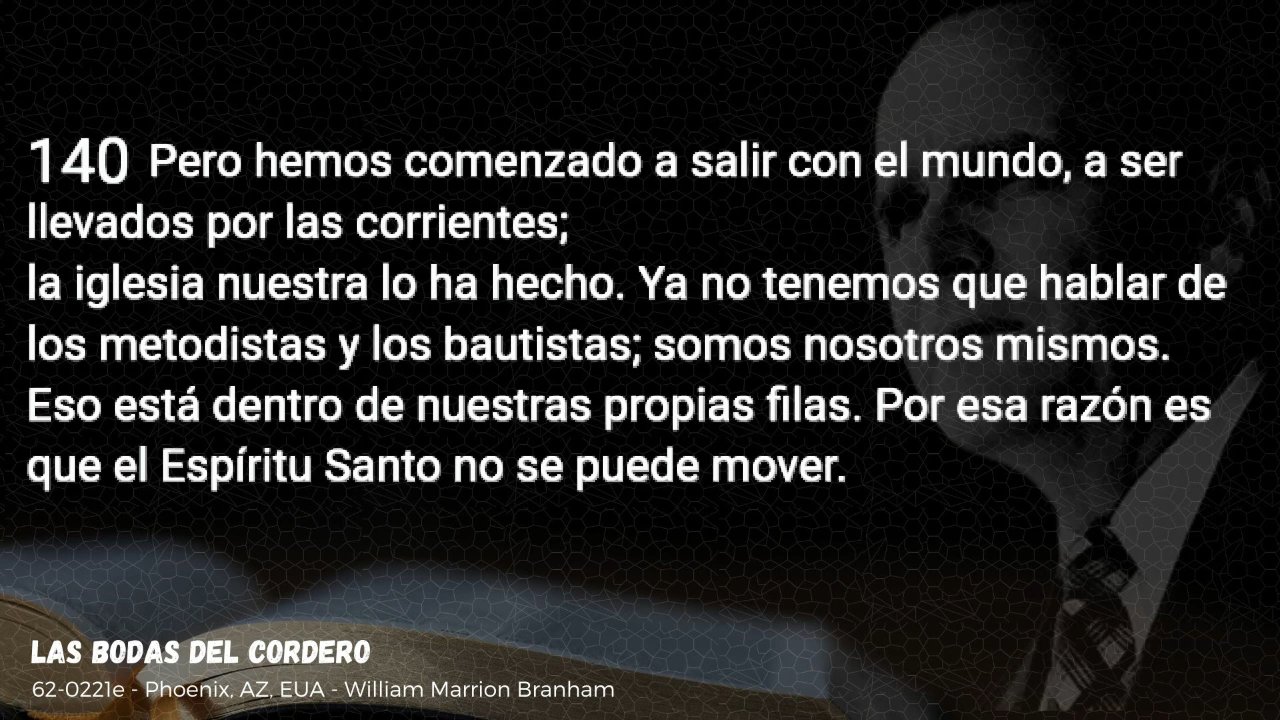 140 Pero hemos comenzado a salir con el mundo, a ser
llevados por las corrientes;
la iglesia nuestra lo ha hecho. Ya no tenemos que hablar de
los metodistas y los bautistas; somos nosotros mismos.
Eso está dentro de nuestras propias filas. Por esa razón es
que el Espíritu Santo no se puede mover.
LAS BODAS DEL CORDERO
62-0221e - Phoenix, AZ, EUA - William Marrion Branham